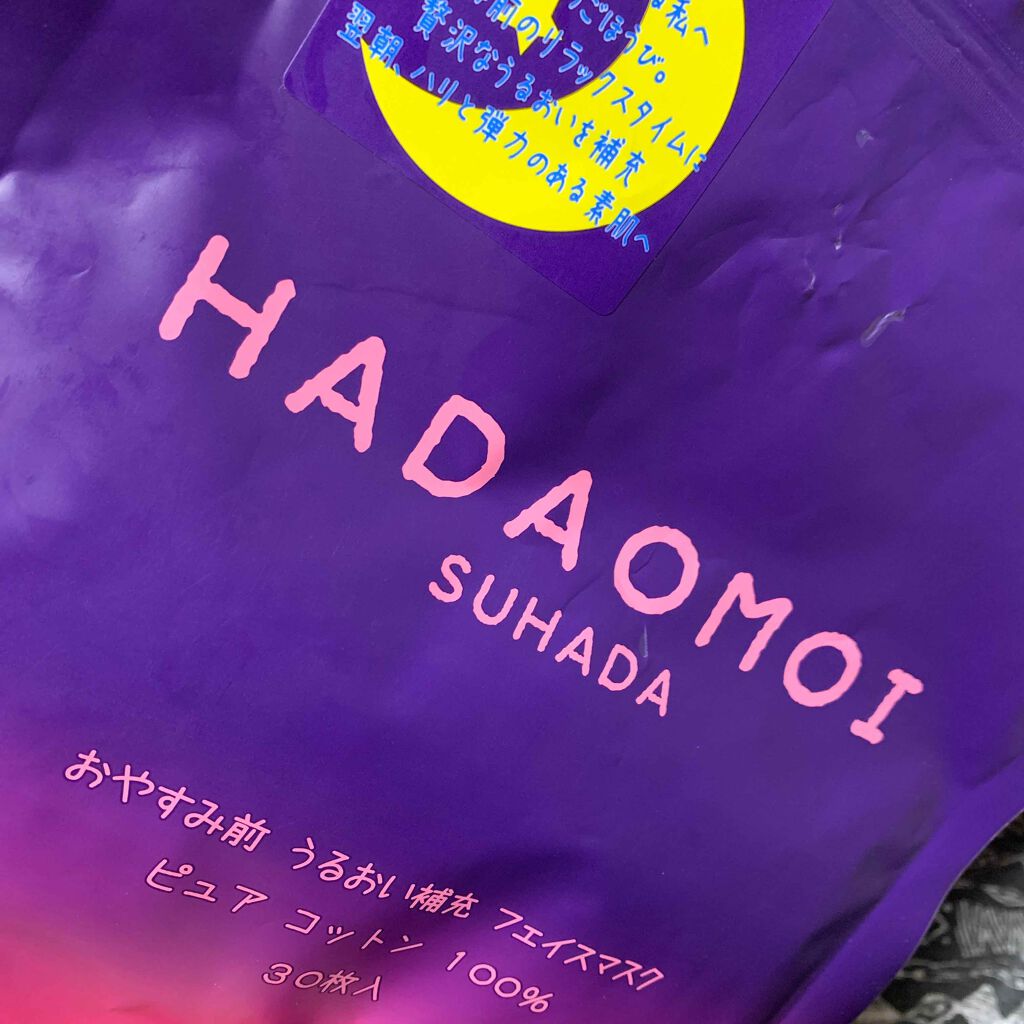 私へ
ごほうび。
前のリラックスタイムに
贅沢なうるおいを補充
翌朝、ハリと弾力のある素肌へ
HADAOMOI
SUHADA
おやすみ前 うるおい補充 フェイスマスク
ピュア コットン 100%
30枚入